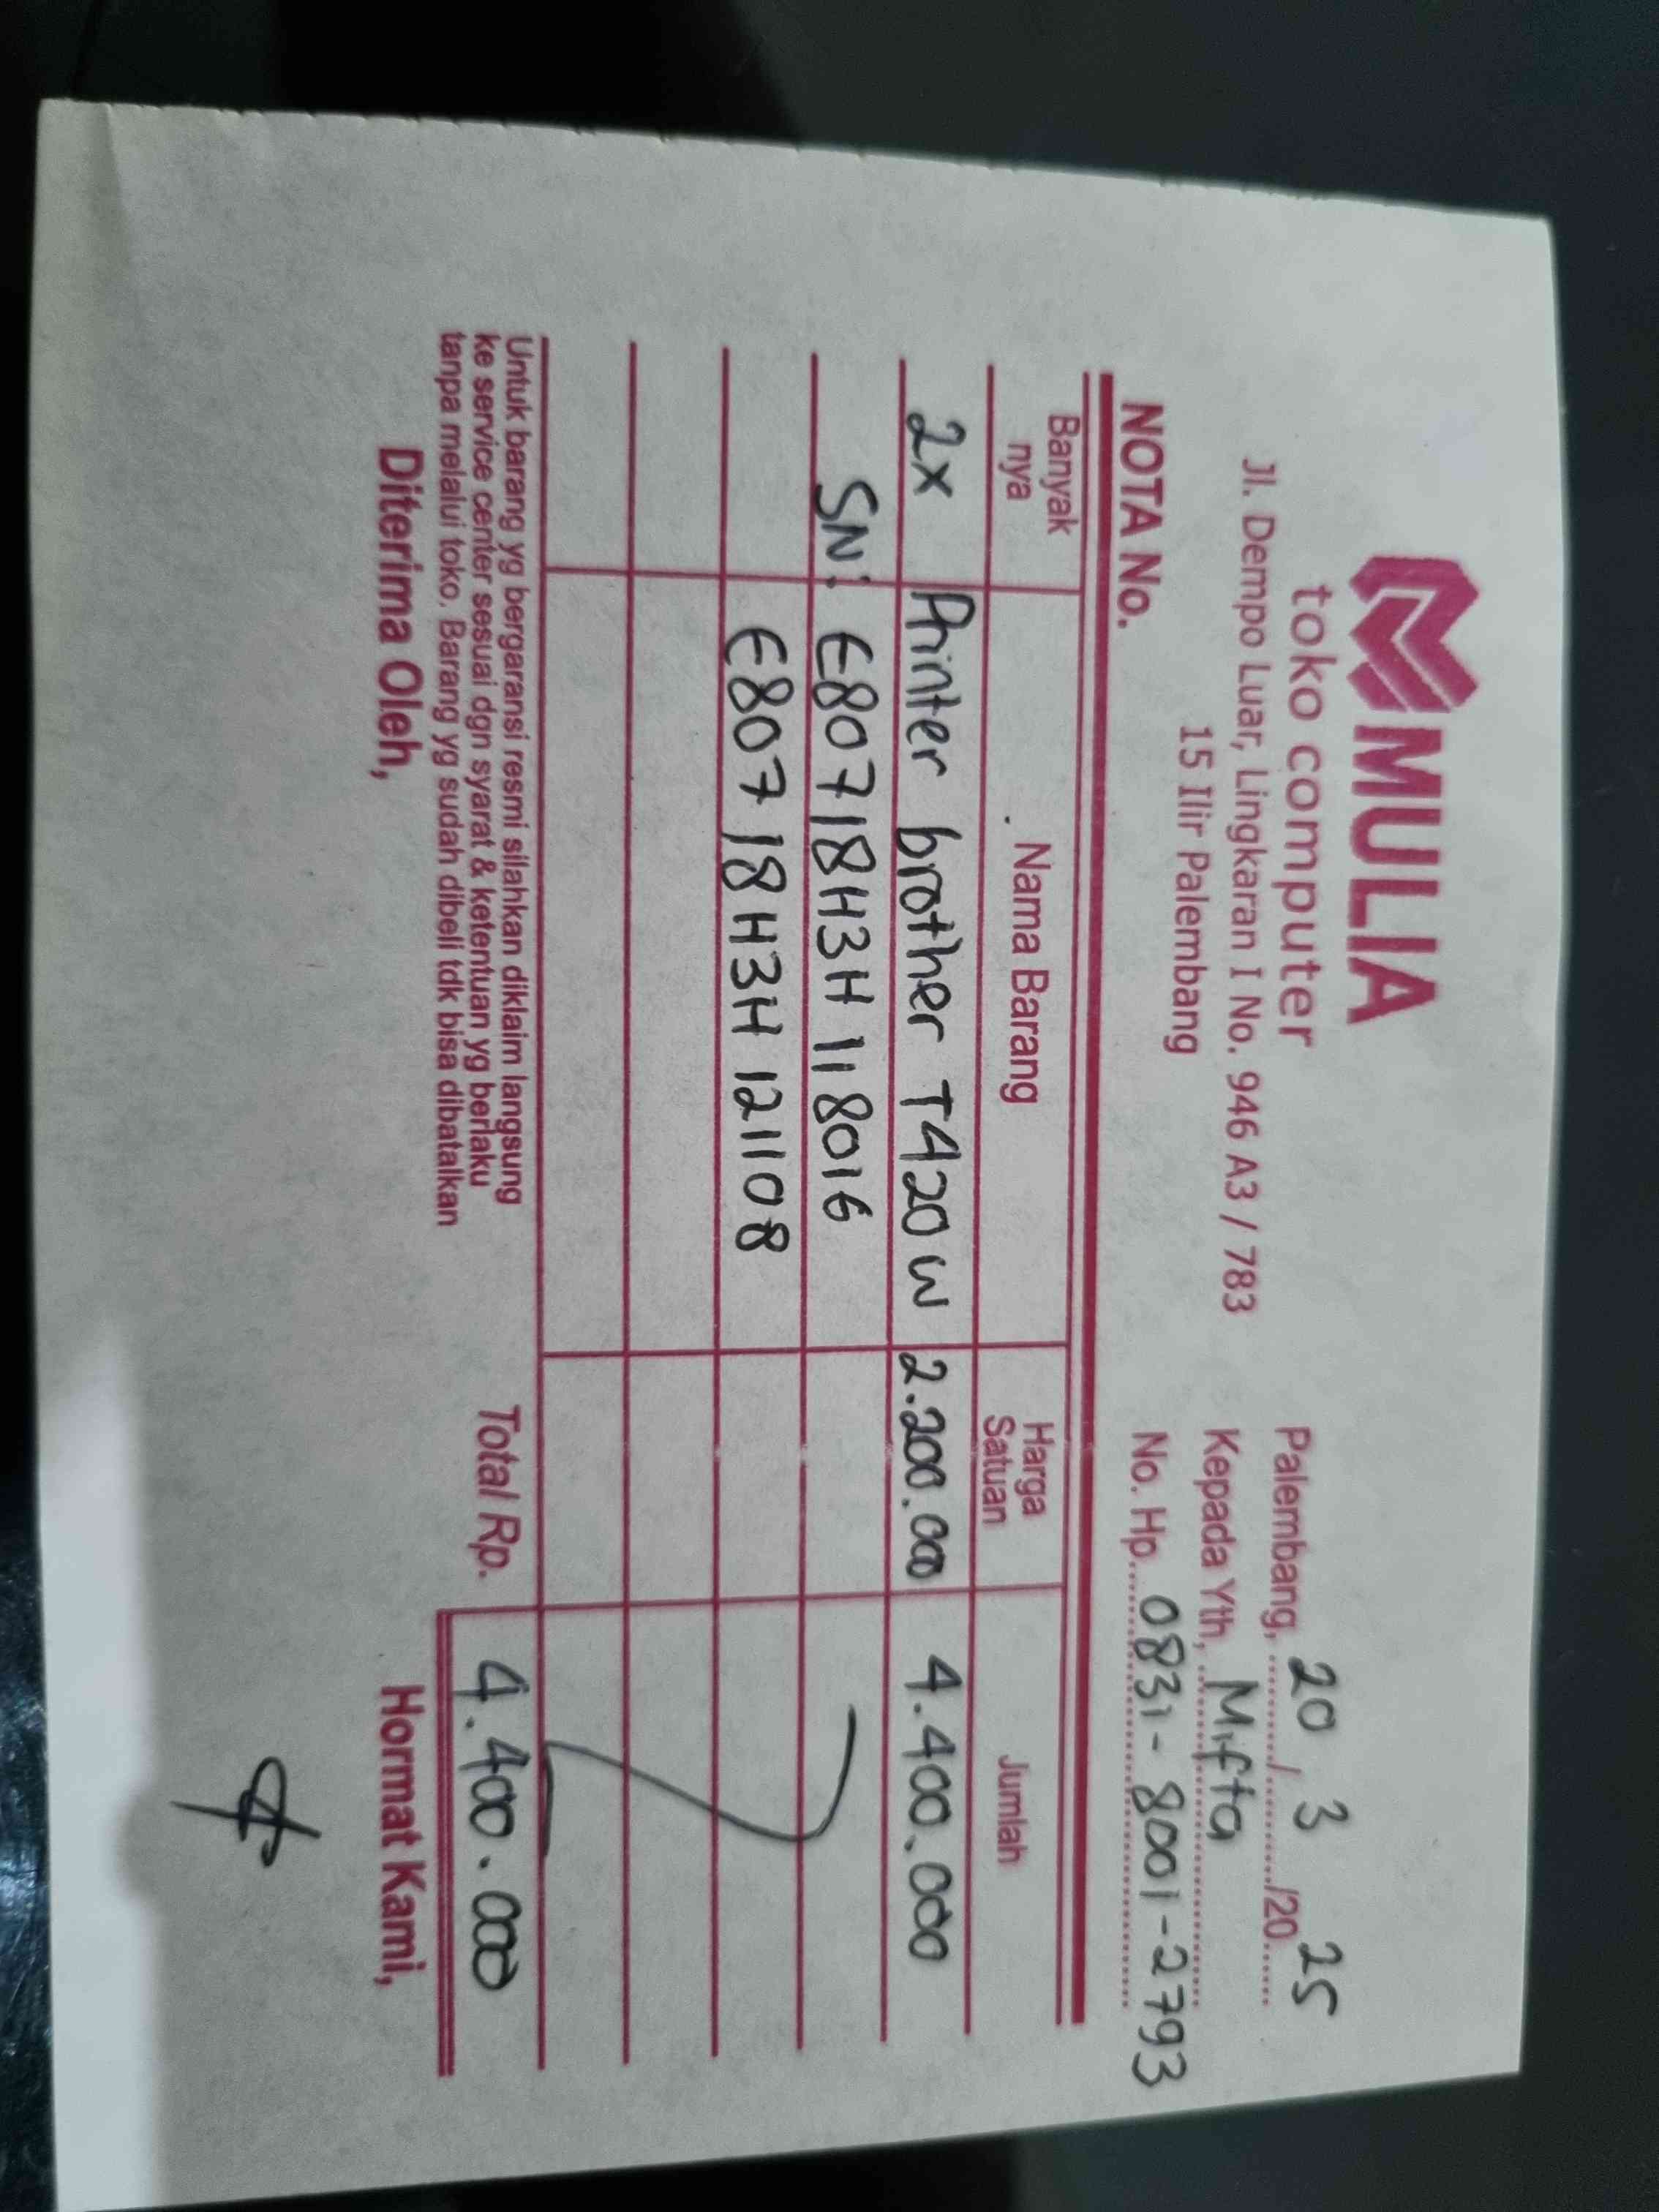 MULIA
toko computer
Jl. Dempo Luar, Lingkaran I No. 946 A3 / 783
15 Ilir Palembang
Palembang, 20 / 3 /20 25
Kepada Yth, Mifta
No. Hp. 0831-8001-2793
NOTA No.
Banyak nya Nama Barang Harga Satuan Jumlah
2x Printer brother T420W 2.200.000 4.400.000
SN: E80718H3H118016
E80718H3H121108
Untuk barang yg bergaransi resmi silahkan diklaim langsung
ke service center sesuai dgn syarat & ketentuan yg berlaku
tanpa melalui toko. Barang yg sudah dibeli tdk bisa dibatalkan
Total Rp. 4.400.000
Diterima Oleh, Hormat Kami,